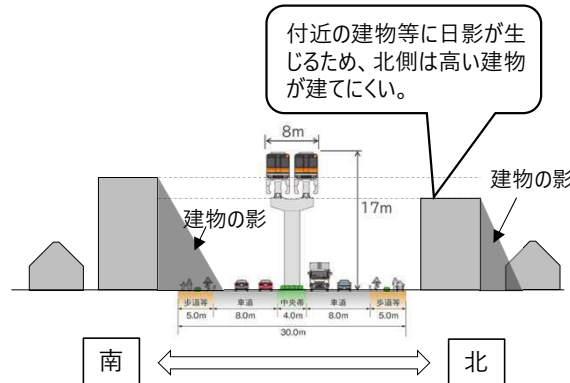 付近の建物等に日影が生
じるため、北側は高い建物
が建てにくい。
8m
17m
建物の影
建物の影
歩道等
車道
中央帯
車道
歩道等
5.0m
8.0m
4.0m
8.0m
5.0m
30.0m
南
北